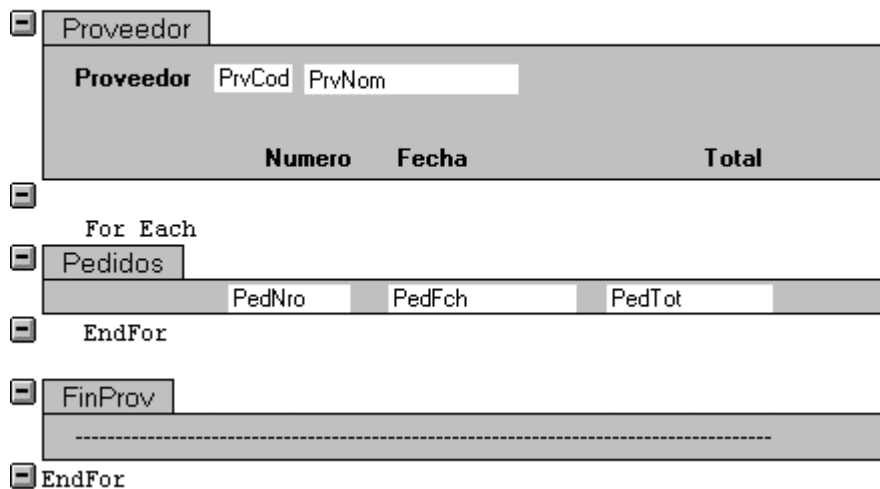 Proveedor
Proveedor PrvCod PrvNom
Numero Fecha Total
For Each
Pedidos
PedNro PedFch PedTot
EndFor
FinProv
---------------------------------------------------------------------------------------
EndFor